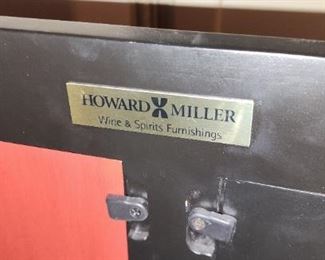 HOWARD MILLER
Wine & Spirits Furnishings